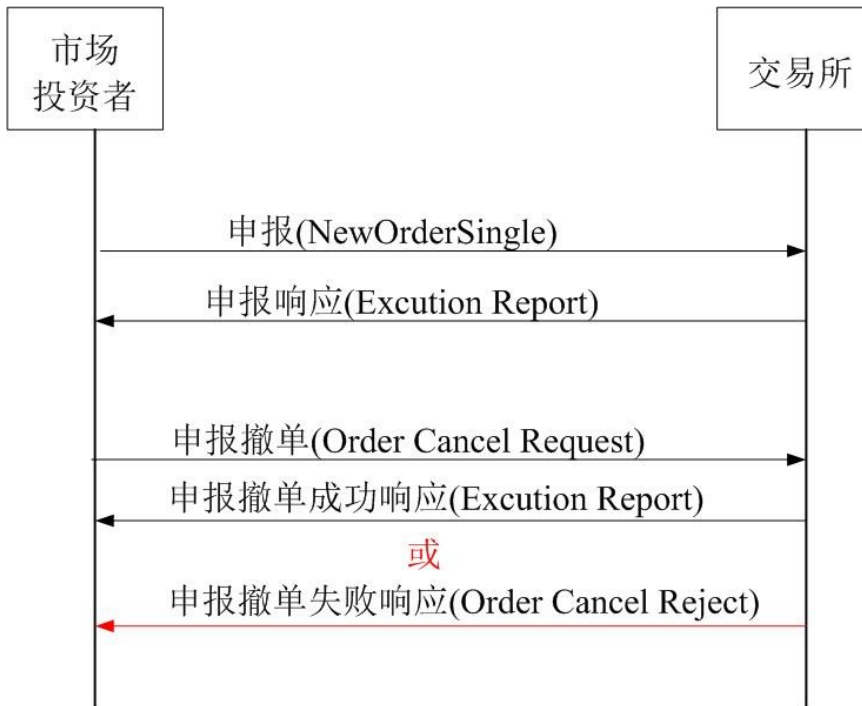 市场
投资者
交易所
申报(NewOrderSingle)
申报响应(Excution Report)
申报撤单(Order Cancel Request)
申报撤单成功响应(Excution Report)
或
申报撤单失败响应(Order Cancel Reject)